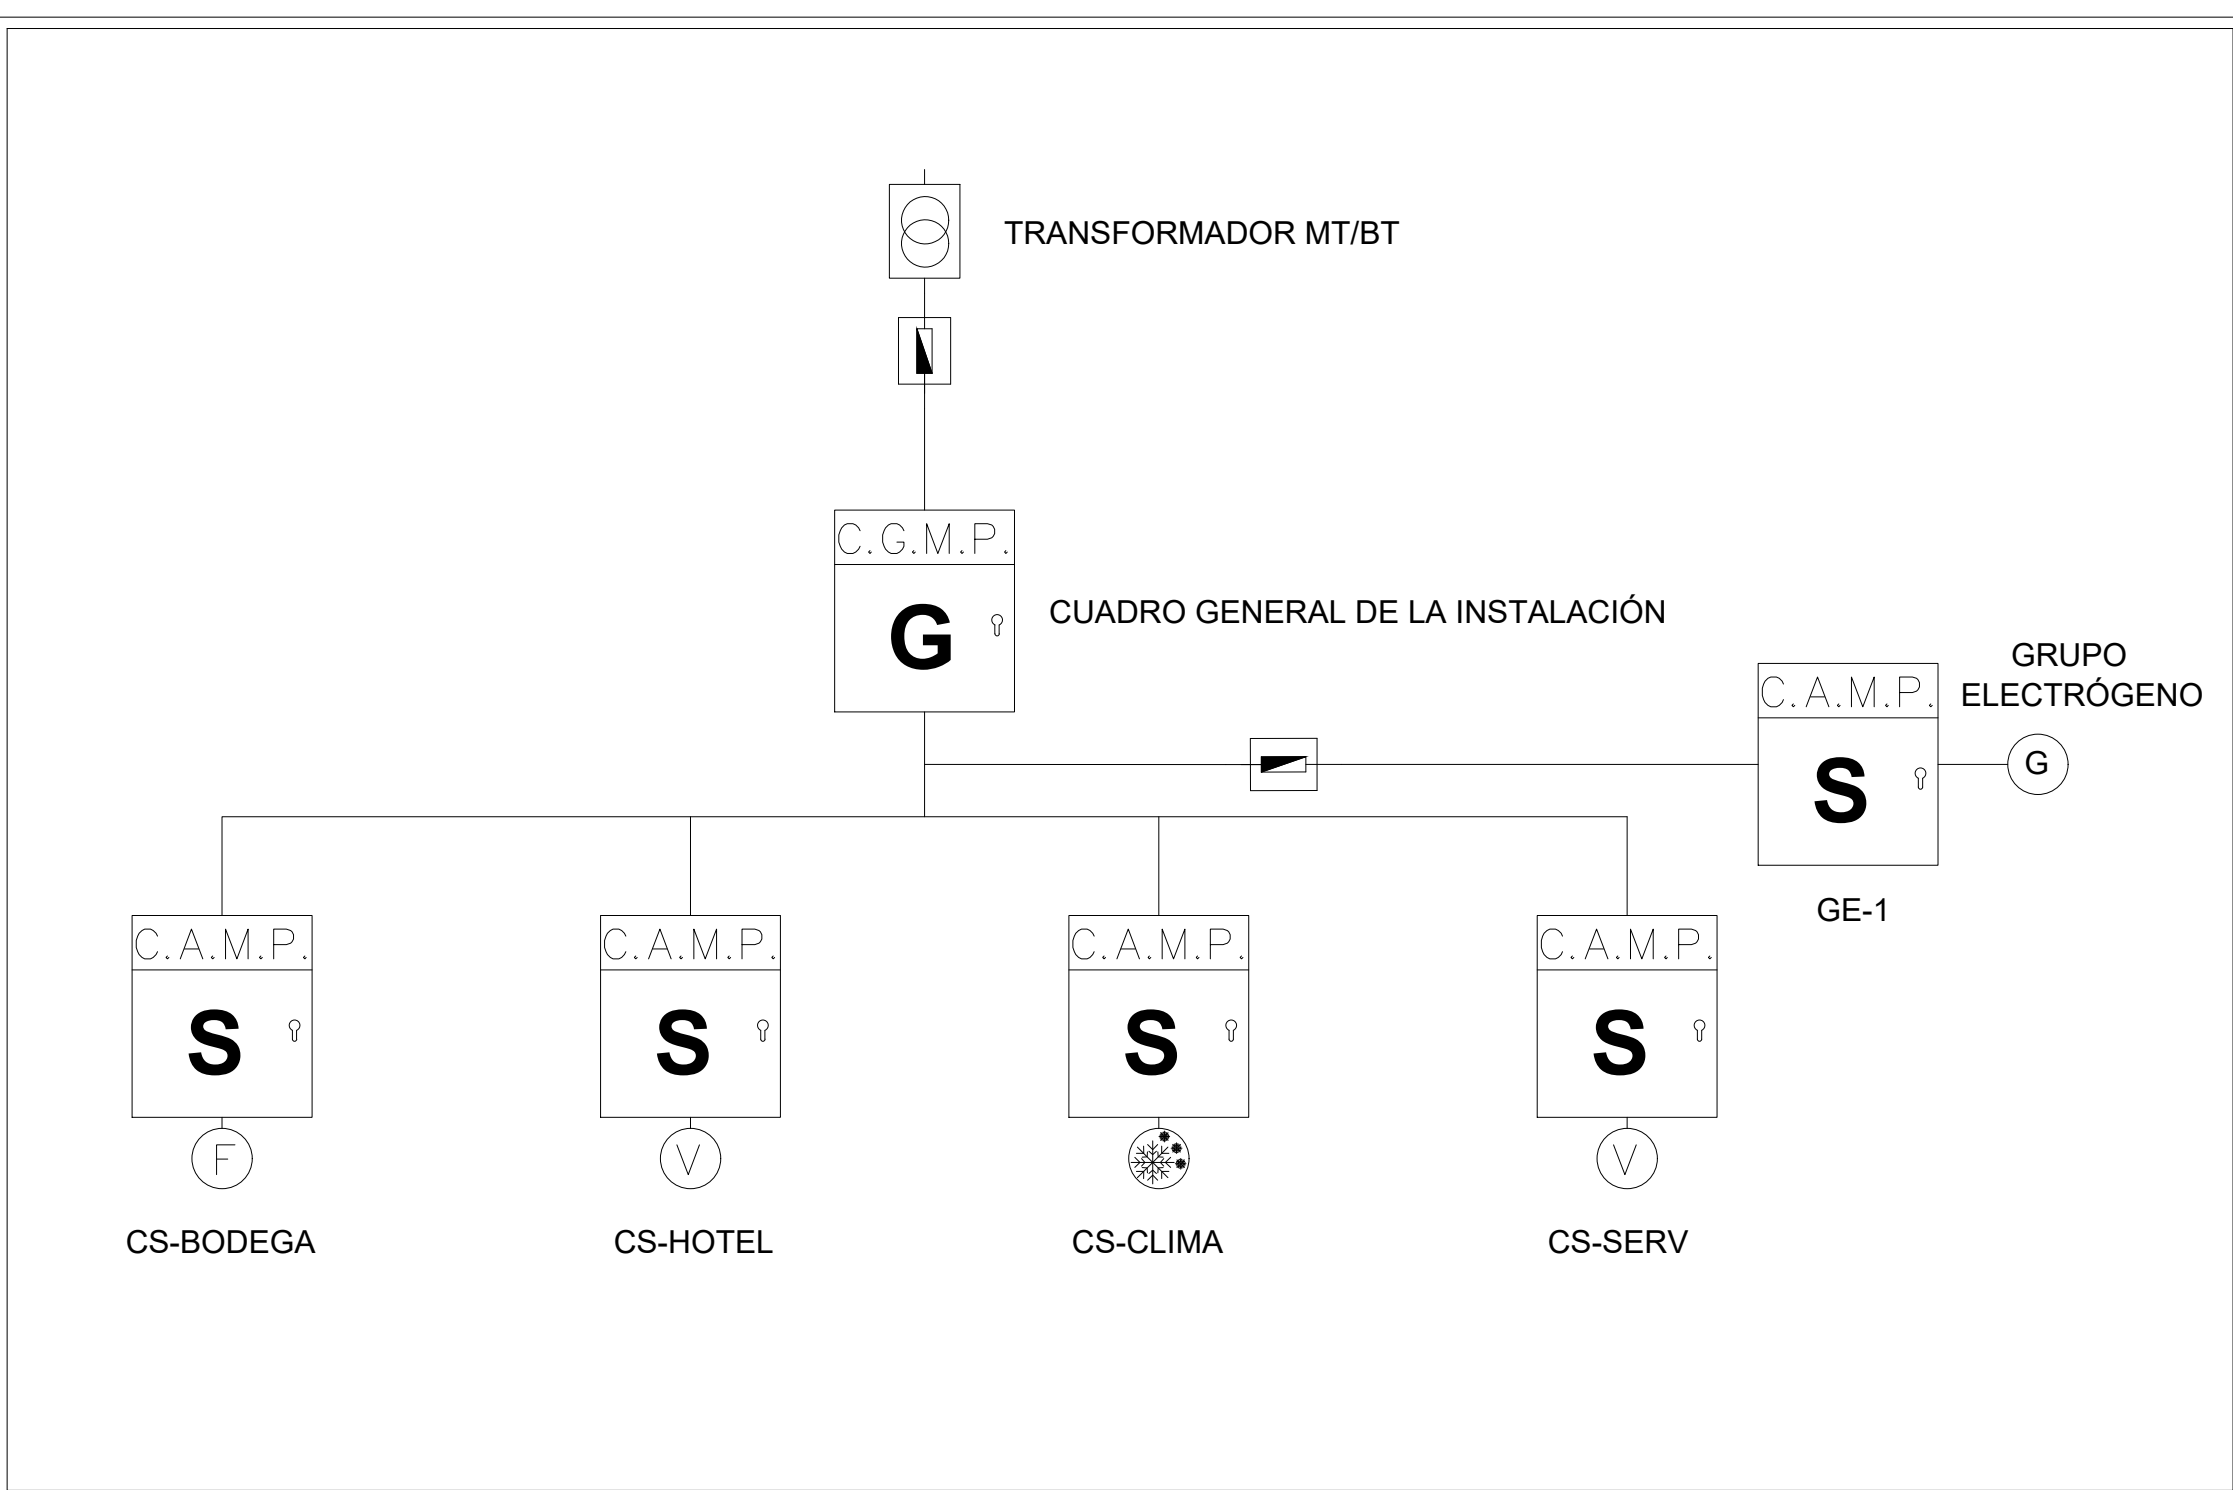 TRANSFORMADOR MT/BT
C.G.M.P.
G
CUADRO GENERAL DE LA INSTALACIÓN
GRUPO
ELECTRÓGENO
C.A.M.P.
S
G
GE-1
C.A.M.P.
S
F
CS-BODEGA
C.A.M.P.
S
V
CS-HOTEL
C.A.M.P.
S
CS-CLIMA
C.A.M.P.
S
V
CS-SERV